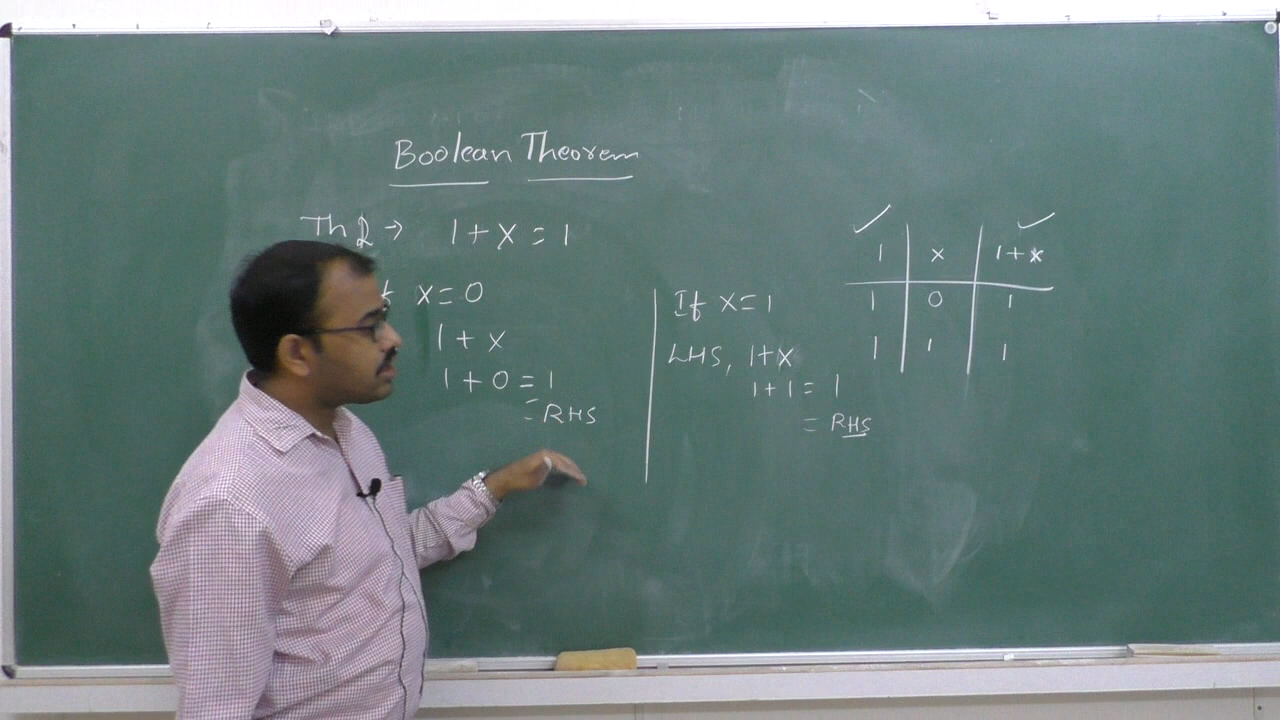 Boolean Theorem
Th 2 → 1 + x = 1
x = 0
1 + x
1 + 0 = 1
= RHS
If x = 1
LHS, 1 + x
1 + 1 = 1
= RHS
✓ ✓
1 x 1 + x
1 0 1
1 1 1